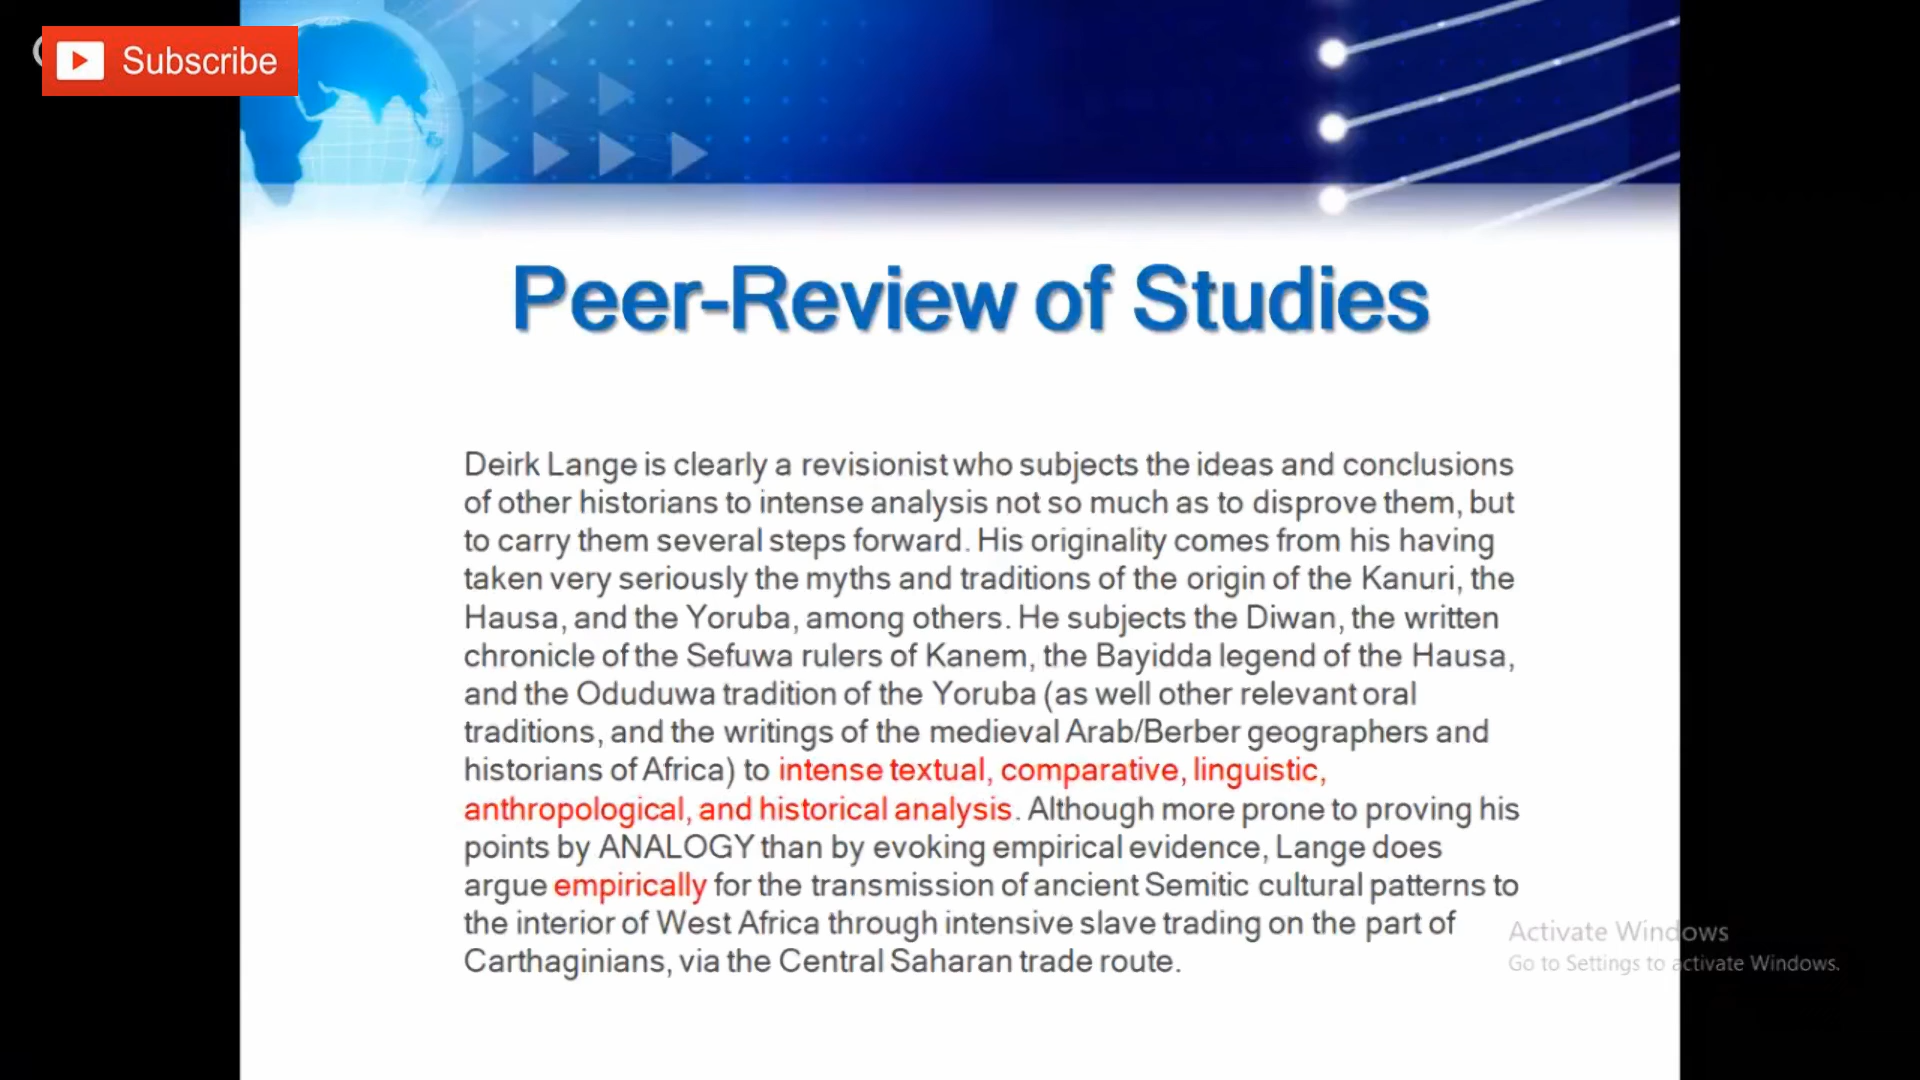 Subscribe
Peer-Review of Studies
Deirk Lange is clearly a revisionist who subjects the ideas and conclusions
of other historians to intense analysis not so much as to disprove them, but
to carry them several steps forward. His originality comes from his having
taken very seriously the myths and traditions of the origin of the Kanuri, the
Hausa, and the Yoruba, among others. He subjects the Diwan, the written
chronicle of the Sefuwa rulers of Kanem, the Bayidda legend of the Hausa,
and the Oduduwa tradition of the Yoruba (as well other relevant oral
traditions, and the writings of the medieval Arab/Berber geographers and
historians of Africa) to intense textual, comparative, linguistic,
anthropological, and historical analysis. Although more prone to proving his
points by ANALOGY than by evoking empirical evidence, Lange does
argue empirically for the transmission of ancient Semitic cultural patterns to
the interior of West Africa through intensive slave trading on the part of
Carthaginians, via the Central Saharan trade route.
Activate Windows
Go to Settings to activate Windows.